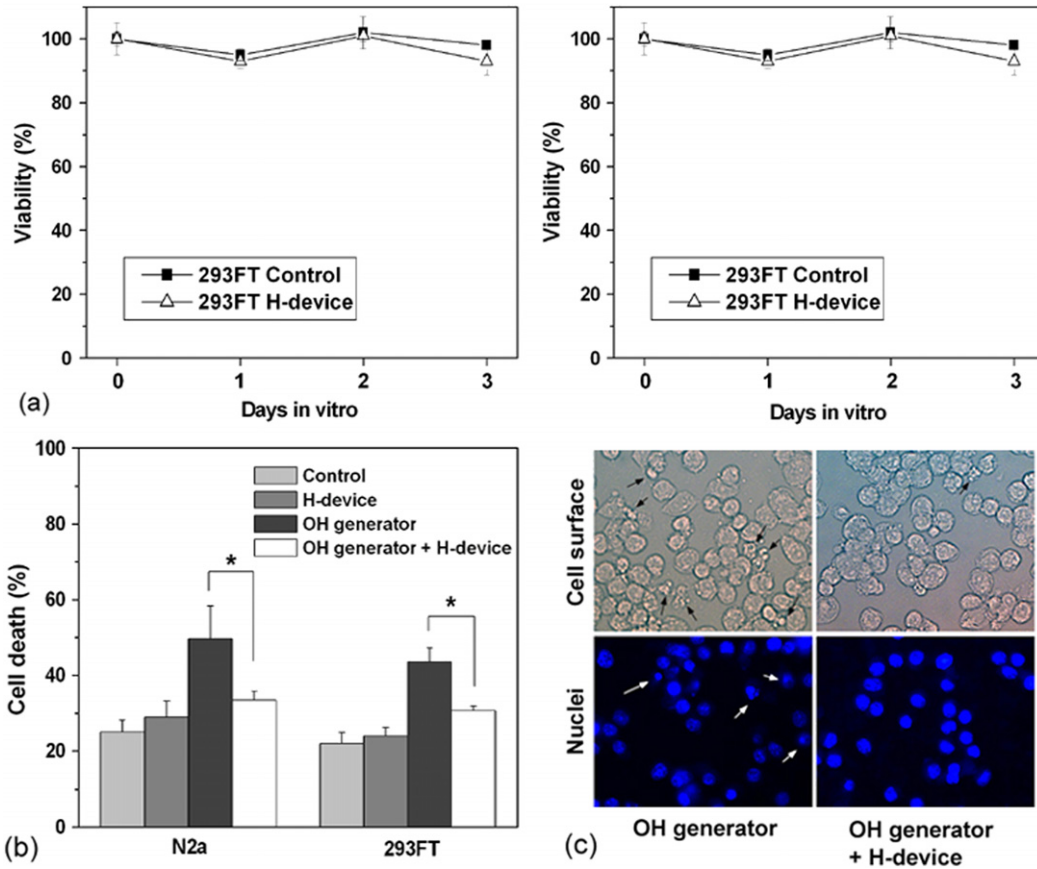 100
80
60
40
20
0
Viability (%)
293FT Control
293FT H-device
0 1 2 3
Days in vitro
(a)
100
80
60
40
20
0
Viability (%)
293FT Control
293FT H-device
0 1 2 3
Days in vitro
100
80
60
40
20
0
Cell death (%)
Control
H-device
OH generator
OH generator + H-device
*
*
N2a
293FT
(b)
Cell surface
Nuclei
OH generator
OH generator
+ H-device
(c)